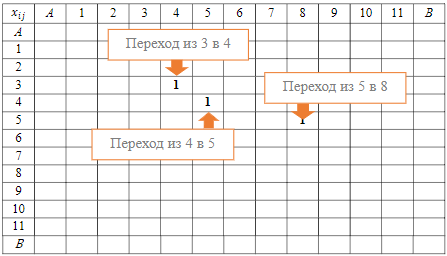 xij A 1 2 3 4 5 6 7 8 9 10 11 B
A
1
Переход из 3 в 4
2
3 1
Переход из 5 в 8
4 1
5 1
6
Переход из 4 в 5
7
8
9
10
11
B